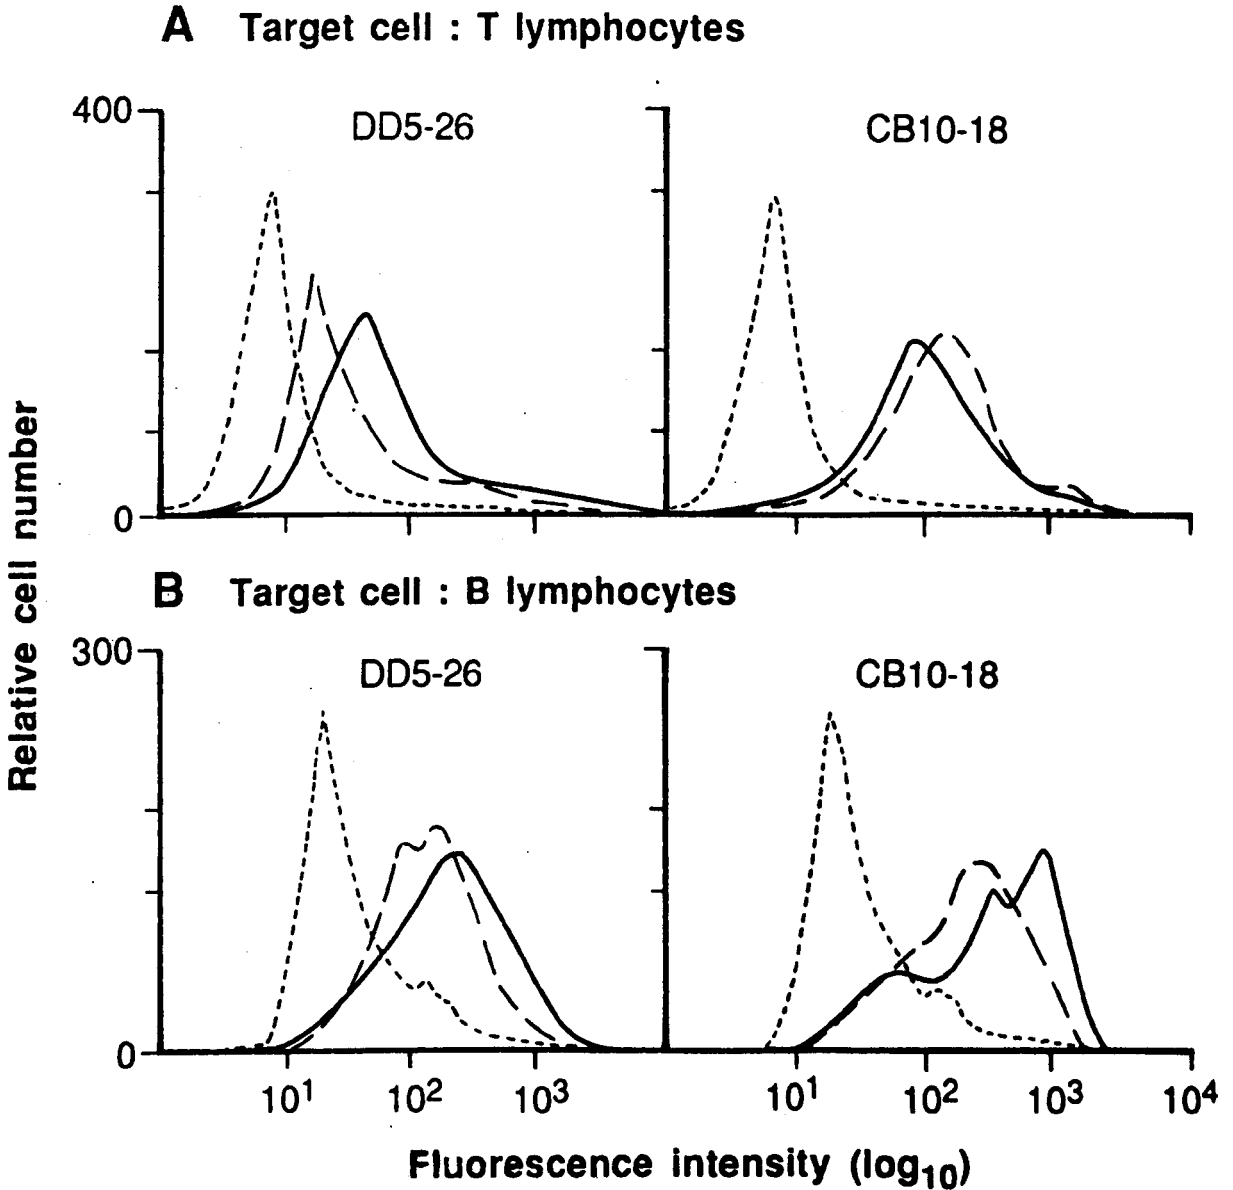 A Target cell : T lymphocytes
400
DD5-26
CB10-18
0
B Target cell : B lymphocytes
300
DD5-26
CB10-18
0
10¹ 10² 10³ 10¹ 10² 10³ 10⁴
Relative cell number
Fluorescence intensity (log₁₀)